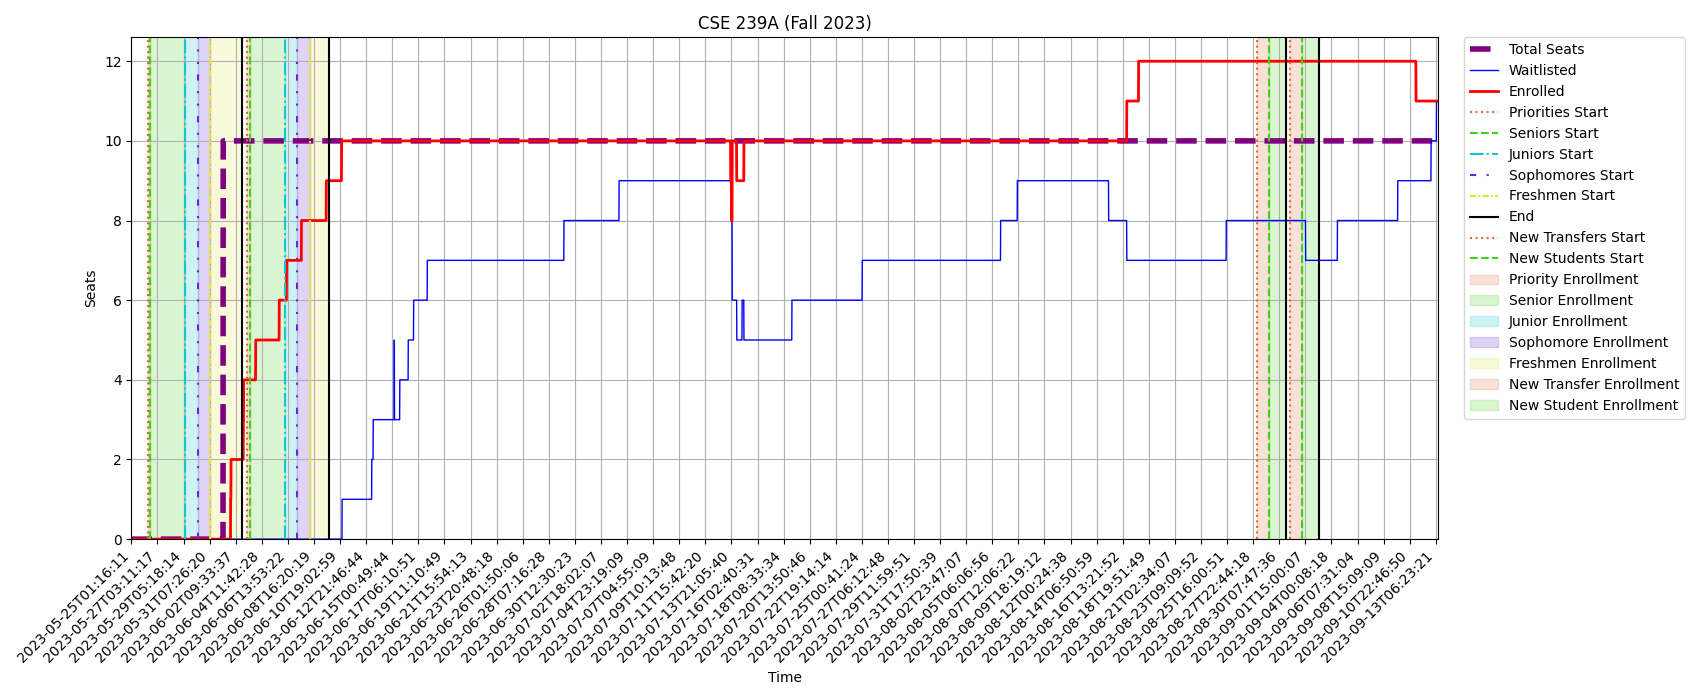 CSE 239A (Fall 2023)
Seats
12
10
8
6
4
2
0
2023-05-25T01:16:11
2023-05-27T03:11:17
2023-05-29T05:18:14
2023-05-31T07:26:20
2023-06-02T09:33:37
2023-06-04T11:42:28
2023-06-06T13:53:22
2023-06-08T16:20:19
2023-06-10T19:02:59
2023-06-12T21:46:44
2023-06-15T00:49:44
2023-06-17T06:10:51
2023-06-19T11:10:49
2023-06-21T15:54:13
2023-06-23T20:48:18
2023-06-26T01:50:06
2023-06-28T07:16:28
2023-06-30T12:30:23
2023-07-02T18:02:07
2023-07-04T23:19:09
2023-07-07T04:55:09
2023-07-09T10:13:48
2023-07-11T15:42:20
2023-07-13T21:05:40
2023-07-16T02:40:31
2023-07-18T08:33:34
2023-07-20T13:50:46
2023-07-22T19:14:14
2023-07-25T00:41:24
2023-07-27T06:12:48
2023-07-29T11:59:51
2023-07-31T17:50:39
2023-08-02T23:47:07
2023-08-05T06:06:56
2023-08-07T12:06:22
2023-08-09T18:19:12
2023-08-12T00:24:38
2023-08-14T06:50:59
2023-08-16T13:21:52
2023-08-18T19:51:49
2023-08-21T02:34:07
2023-08-23T09:09:52
2023-08-25T16:00:51
2023-08-27T22:44:18
2023-08-30T07:47:36
2023-09-01T15:00:07
2023-09-04T00:08:18
2023-09-06T07:31:04
2023-09-08T15:09:09
2023-09-10T22:46:50
2023-09-13T06:23:21
Time
Total Seats
Waitlisted
Enrolled
Priorities Start
Seniors Start
Juniors Start
Sophomores Start
Freshmen Start
End
New Transfers Start
New Students Start
Priority Enrollment
Senior Enrollment
Junior Enrollment
Sophomore Enrollment
Freshmen Enrollment
New Transfer Enrollment
New Student Enrollment